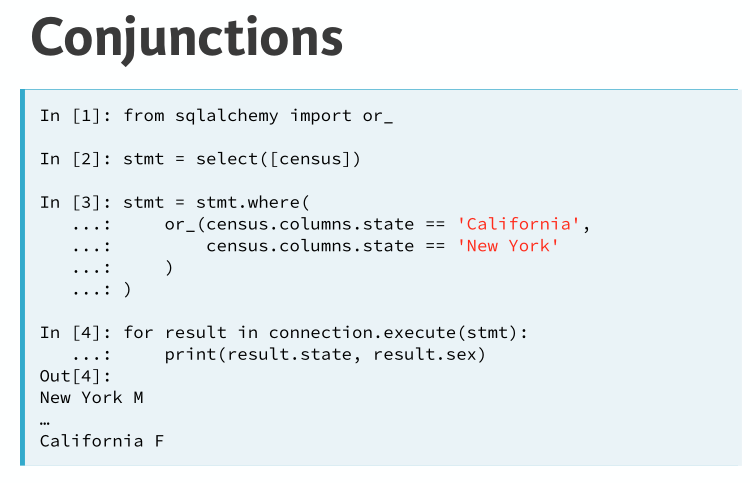 Conjunctions
In [1]: from sqlalchemy import or_
In [2]: stmt = select([census])
In [3]: stmt = stmt.where(
   ...:     or_(census.columns.state == 'California',
   ...:         census.columns.state == 'New York'
   ...:     )
   ...: )
In [4]: for result in connection.execute(stmt):
   ...:     print(result.state, result.sex)
Out[4]:
New York M
…
California F